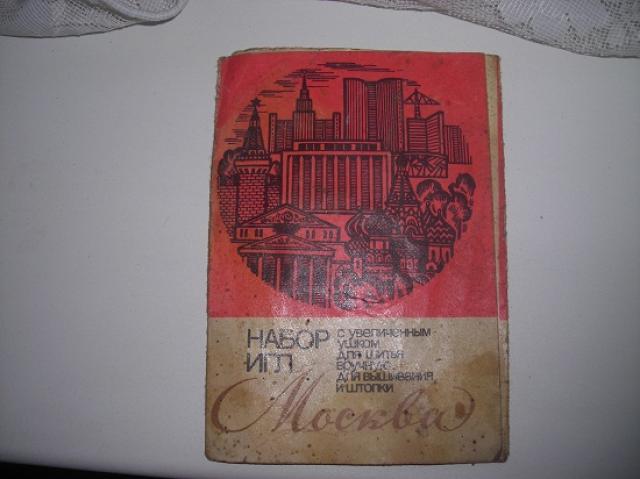 НАБОР
ИГЛ
с увеличенным
ушком
для шитья
вручную
для вышивания
и штопки
Москва